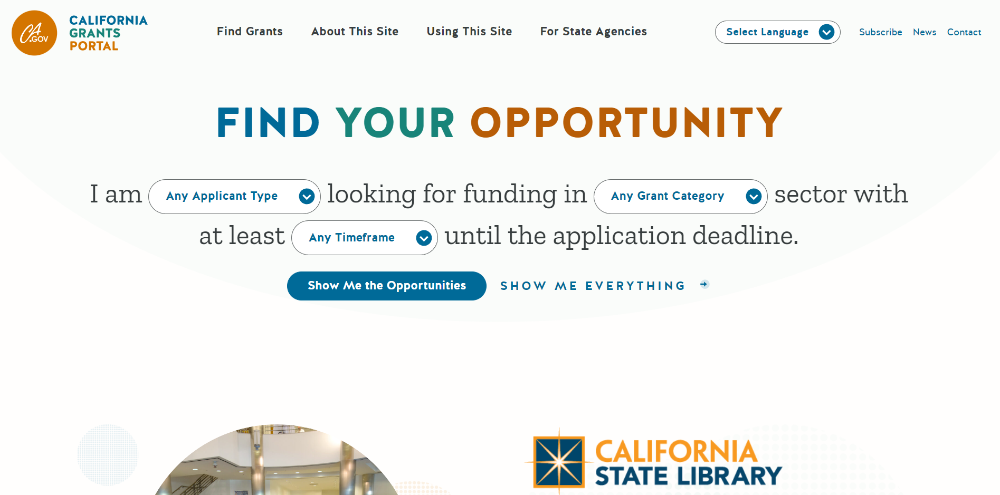 CA.GOV
CALIFORNIA
GRANTS
PORTAL
Find Grants
About This Site
Using This Site
For State Agencies
Select Language
Subscribe
News
Contact
FIND YOUR OPPORTUNITY
I am Any Applicant Type looking for funding in Any Grant Category sector with
at least Any Timeframe until the application deadline.
Show Me the Opportunities
SHOW ME EVERYTHING
CALIFORNIA
STATE LIBRARY